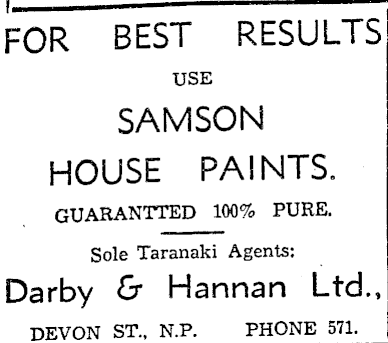 FOR BEST RESULTS
USE
SAMSON
HOUSE PAINTS.
GUARANTTED 100% PURE.
Sole Taranaki Agents:
Darby & Hannan Ltd.,
DEVON ST., N.P. PHONE 571.